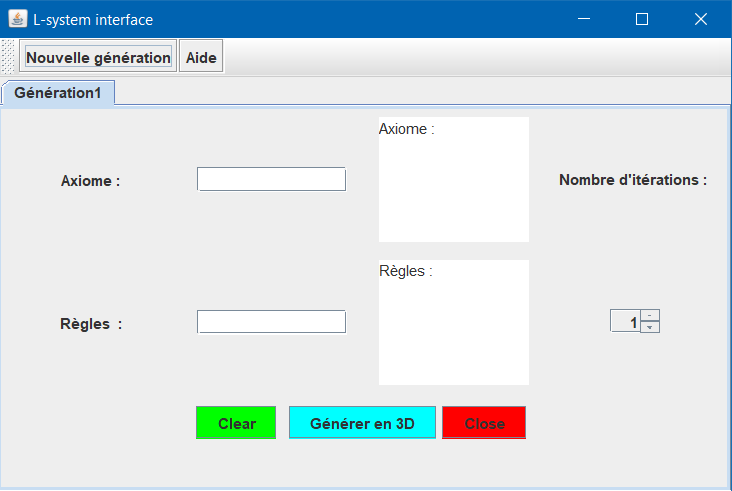 L-system interface
Nouvelle génération Aide
Génération1
Axiome :
Axiome :
Nombre d'itérations :
Règles :
Règles :
1
Clear Générer en 3D Close